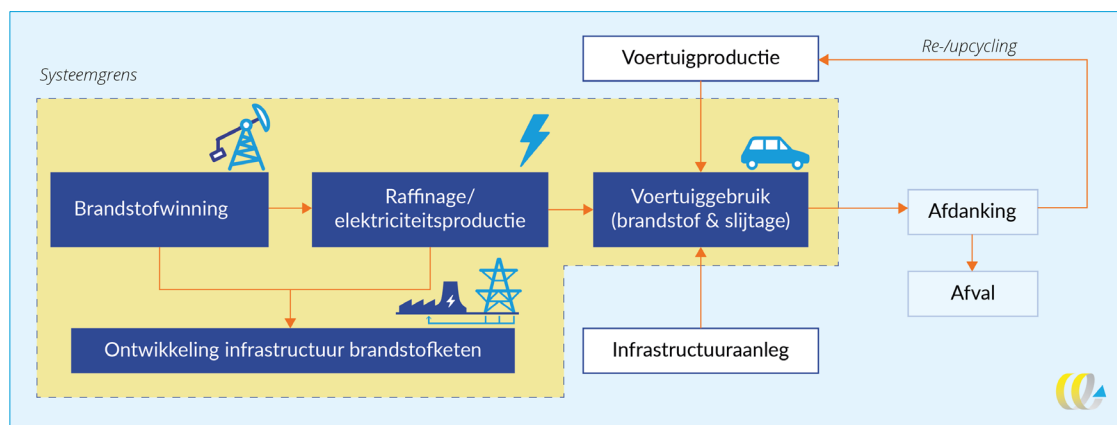 Voertuigproductie
Re-/upcycling
Systeemgrens
Brandstofwinning
Raffinage/
elektriciteitsproductie
Voertuiggebruik
(brandstof & slijtage)
Afdanking
Afval
Ontwikkeling infrastructuur brandstofketen
Infrastructuuraanleg